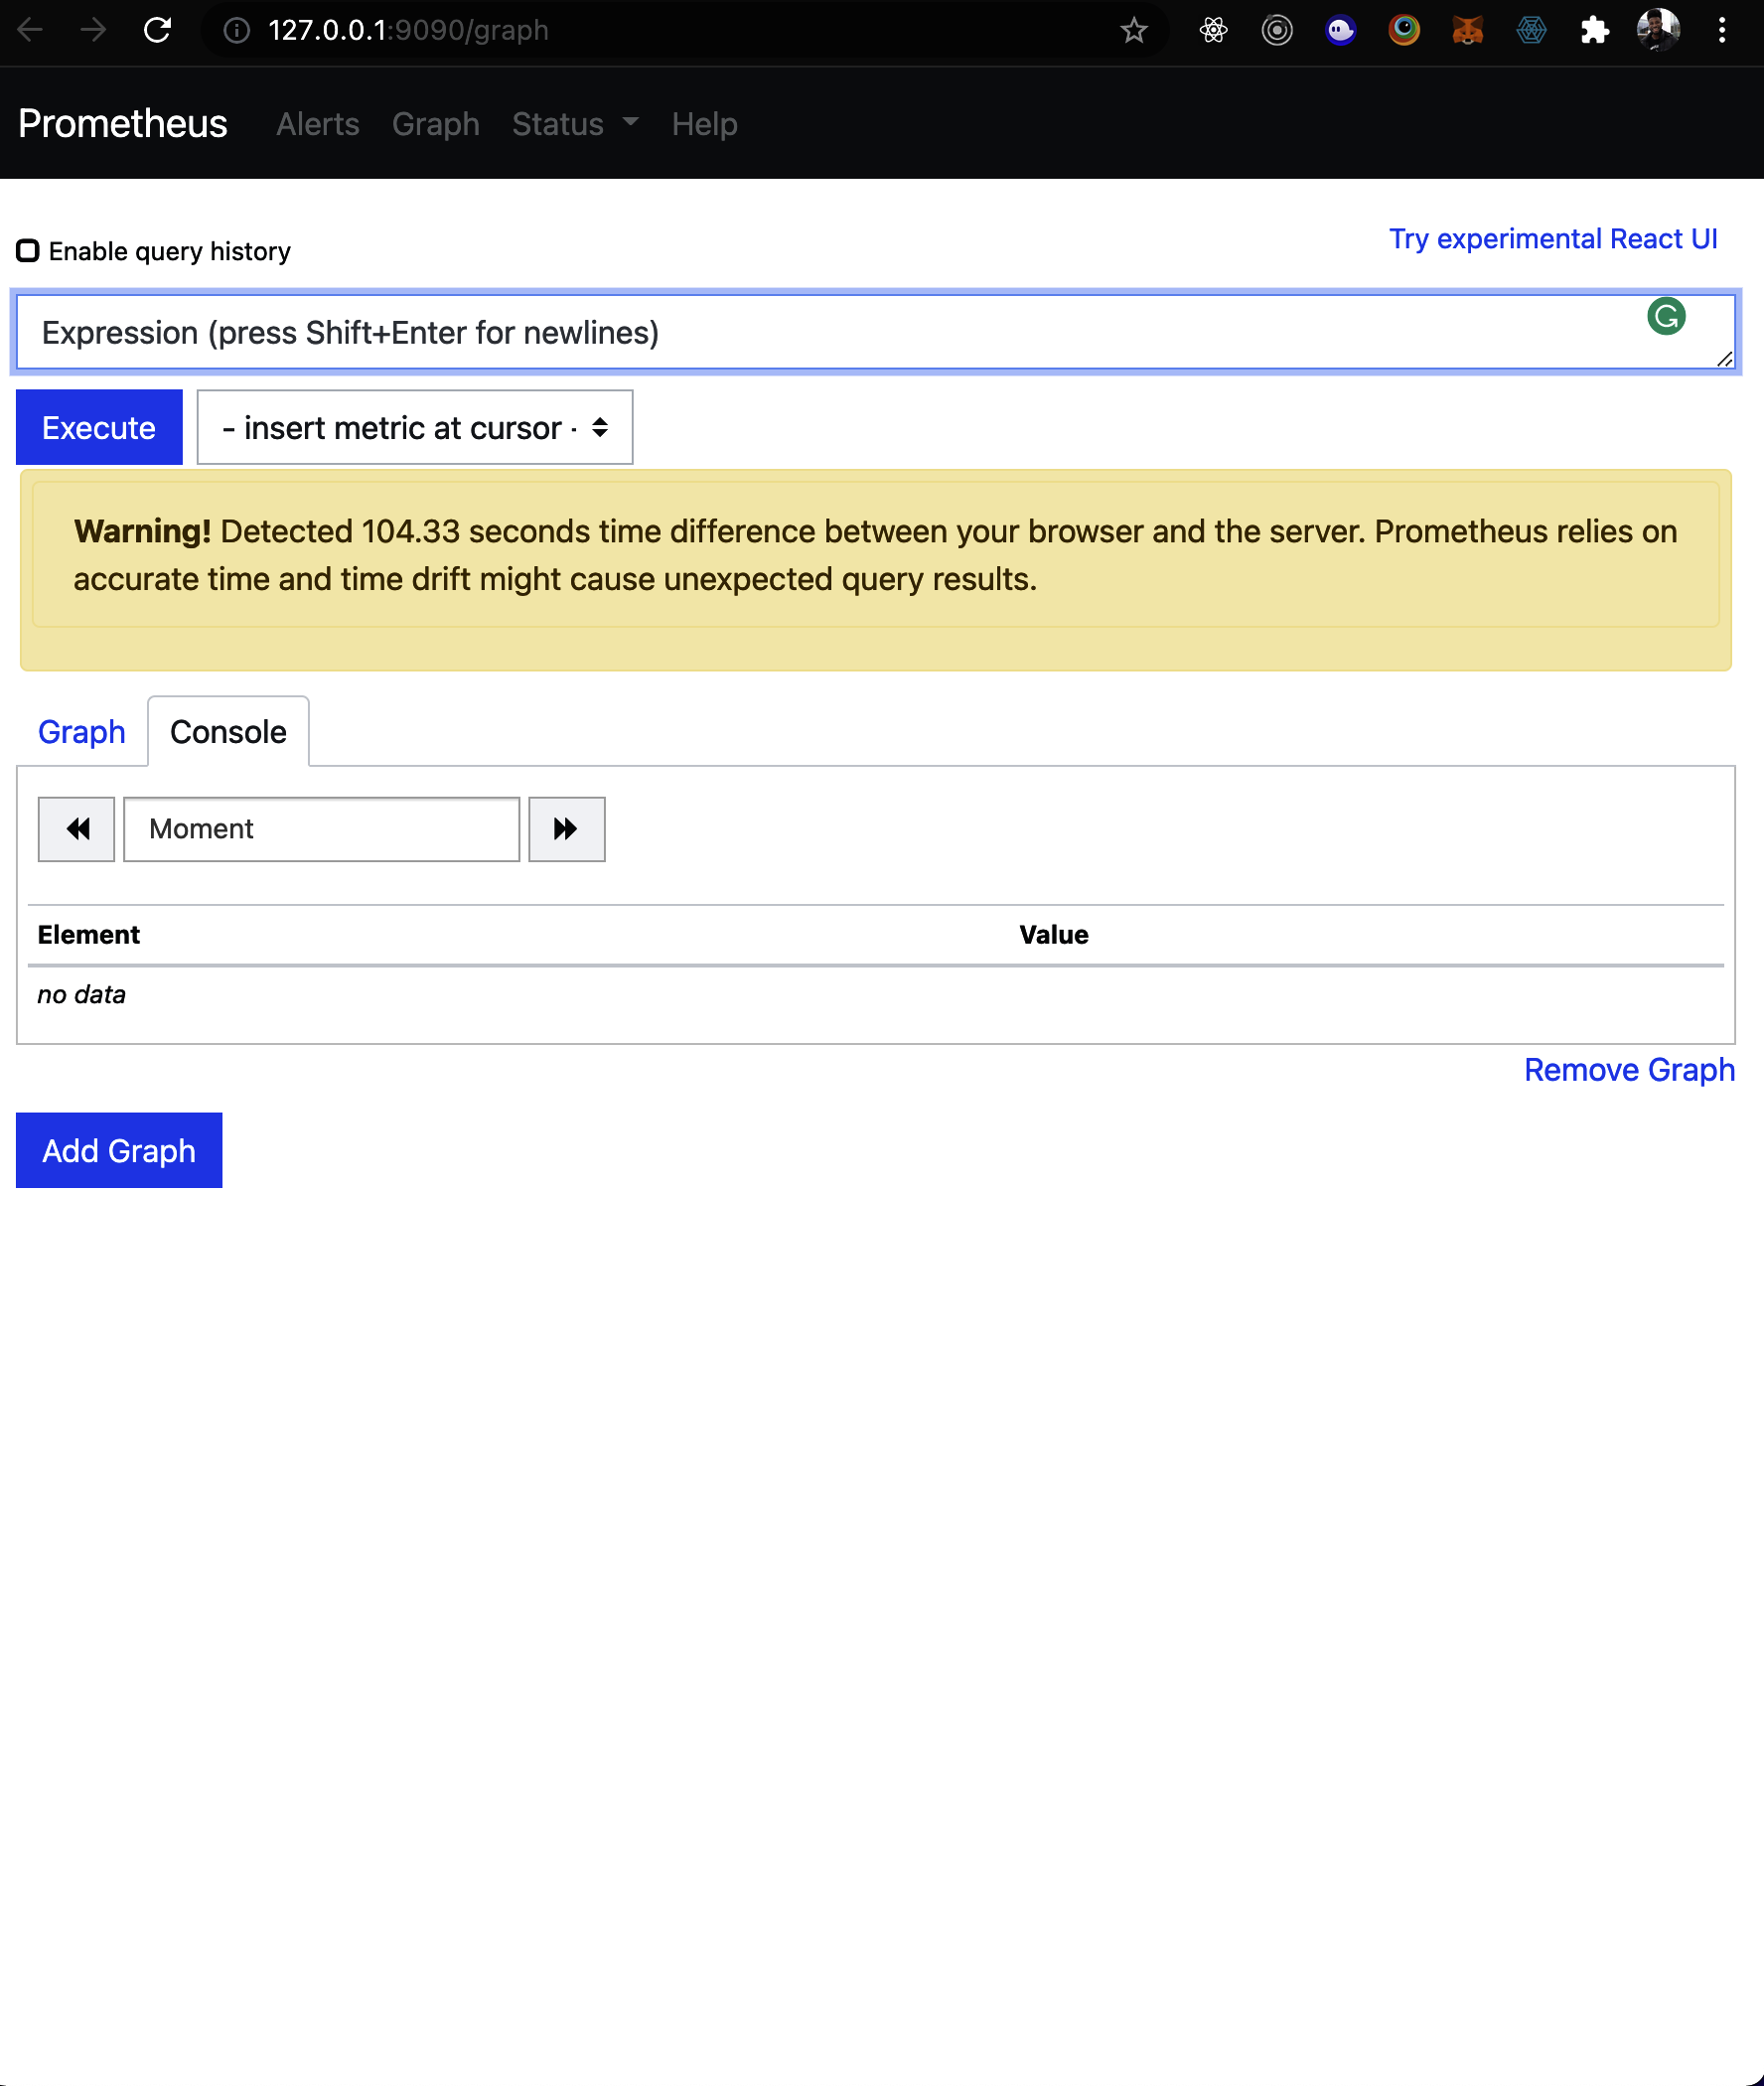 127.0.0.1:9090/graph
Prometheus Alerts Graph Status Help
Enable query history
Try experimental React UI
Expression (press Shift+Enter for newlines)
Execute - insert metric at cursor -
Warning! Detected 104.33 seconds time difference between your browser and the server. Prometheus relies on
accurate time and time drift might cause unexpected query results.
Graph Console
Moment
Element Value
no data
Remove Graph
Add Graph